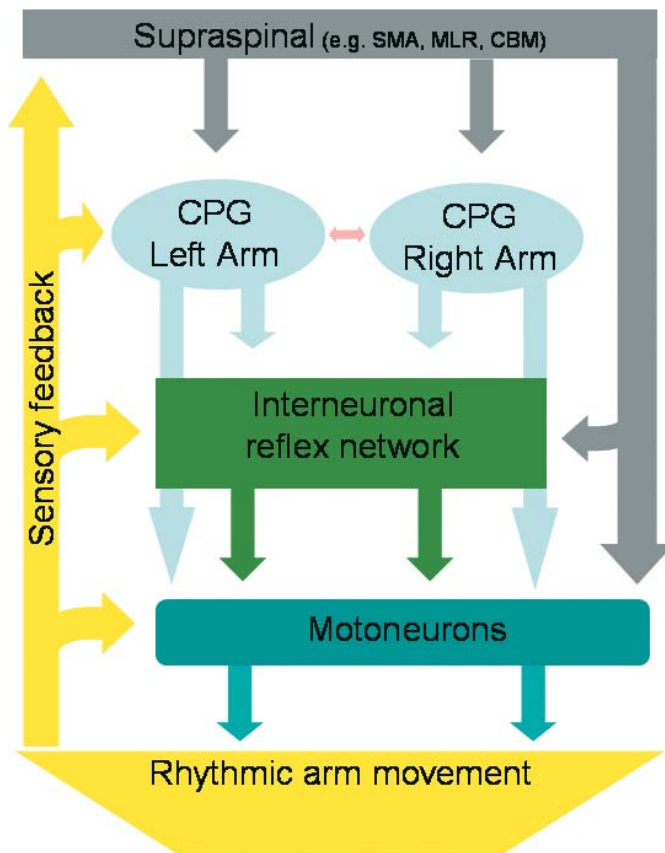 Supraspinal (e.g. SMA, MLR, CBM)
CPG
Left Arm
CPG
Right Arm
Sensory feedback
Interneuronal
reflex network
Motoneurons
Rhythmic arm movement